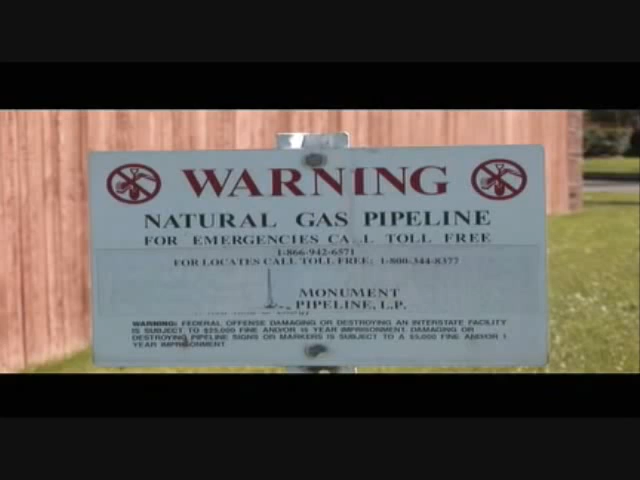 WARNING
NATURAL GAS PIPELINE
FOR EMERGENCIES CALL TOLL FREE
1-866-942-6571
FOR LOCATES CALL TOLL FREE: 1-800-344-8377
MONUMENT
PIPELINE, L.P.
WARNING: FEDERAL OFFENSE DAMAGING OR DESTROYING AN INTERSTATE FACILITY
IS SUBJECT TO $25,000 FINE AND/OR 15 YEAR IMPRISONMENT. DAMAGING OR
DESTROYING PIPELINE SIGNS OR MARKERS IS SUBJECT TO A $5,000 FINE AND/OR 1
YEAR IMPRISONMENT.